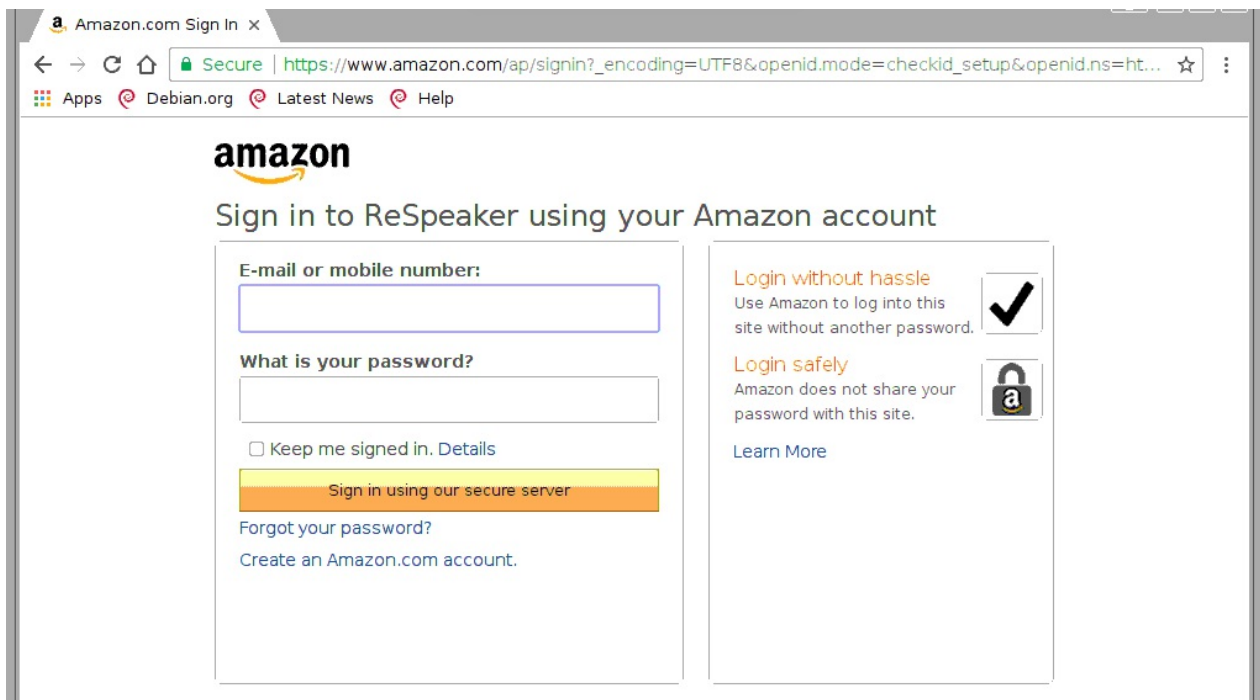 Amazon.com Sign In
Secure | https://www.amazon.com/ap/signin?_encoding=UTF8&openid.mode=checkid_setup&openid.ns=ht...
Apps Debian.org Latest News Help
amazon
Sign in to ReSpeaker using your Amazon account
E-mail or mobile number:
What is your password?
Keep me signed in. Details
Sign in using our secure server
Forgot your password?
Create an Amazon.com account.
Login without hassle
Use Amazon to log into this
site without another password.
Login safely
Amazon does not share your
password with this site.
Learn More